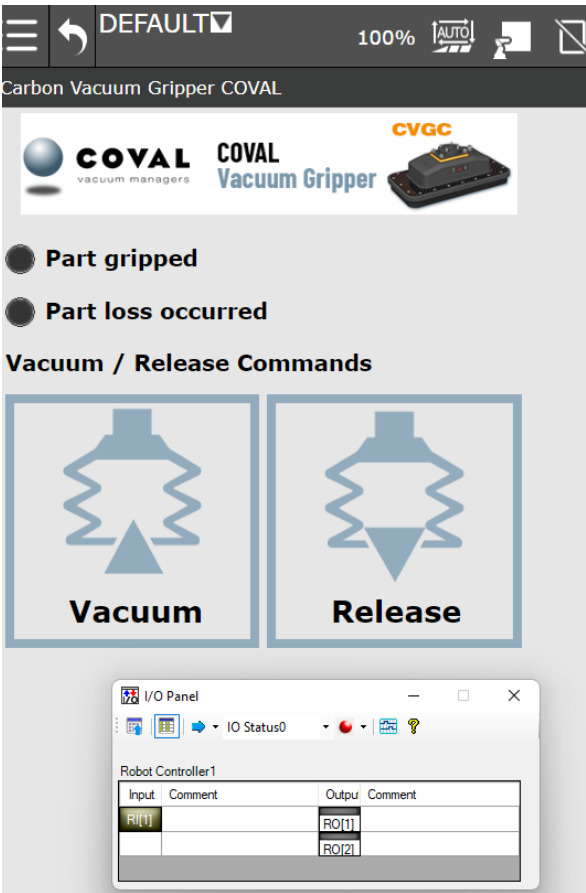 DEFAULT
100%
AUTO
Carbon Vacuum Gripper COVAL
CVGC
COVAL
vacuum managers
COVAL
Vacuum Gripper
Part gripped
Part loss occurred
Vacuum / Release Commands
Vacuum
Release
I/O Panel
IO Status0
Robot Controller1
Input Comment Outpu Comment
RI[1] RO[1]
RO[2]